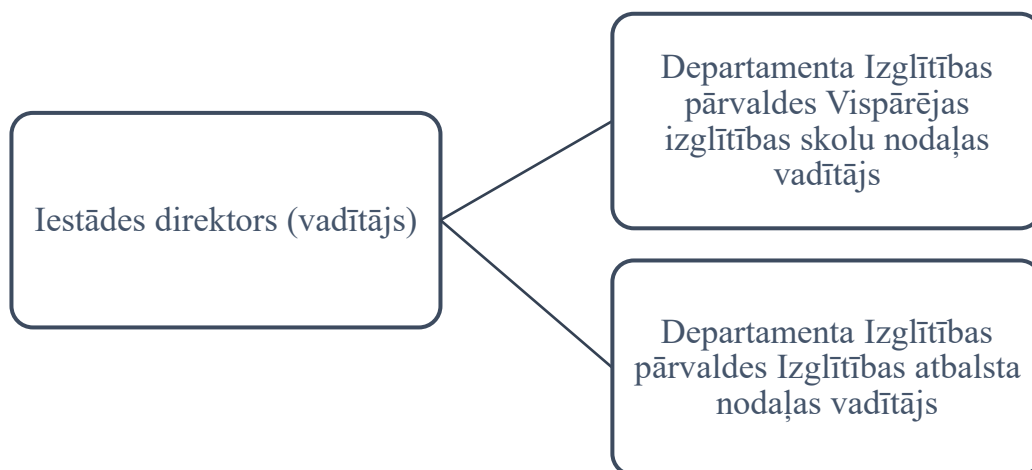 Iestādes direktors (vadītājs)
Departamenta Izglītības
pārvaldes Vispārējas
izglītības skolu nodaļas
vadītājs
Departamenta Izglītības
pārvaldes Izglītības atbalsta
nodaļas vadītājs